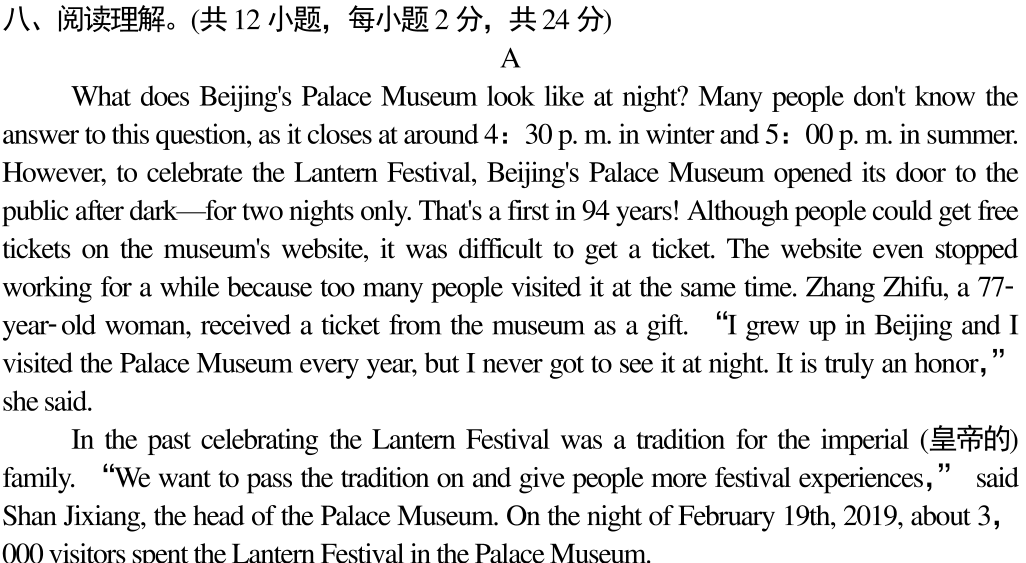 八、阅读理解。(共 12 小题，每小题 2 分，共 24 分)
A
What does Beijing's Palace Museum look like at night? Many people don't know the
answer to this question, as it closes at around 4：30 p. m. in winter and 5：00 p. m. in summer.
However, to celebrate the Lantern Festival, Beijing's Palace Museum opened its door to the
public after dark—for two nights only. That's a first in 94 years! Although people could get free
tickets on the museum's website, it was difficult to get a ticket. The website even stopped
working for a while because too many people visited it at the same time. Zhang Zhifu, a 77-
year-old woman, received a ticket from the museum as a gift. “I grew up in Beijing and I
visited the Palace Museum every year, but I never got to see it at night. It is truly an honor,”
she said.
In the past celebrating the Lantern Festival was a tradition for the imperial (皇帝的)
family. “We want to pass the tradition on and give people more festival experiences,” said
Shan Jixiang, the head of the Palace Museum. On the night of February 19th, 2019, about 3，
000 visitors spent the Lantern Festival in the Palace Museum.